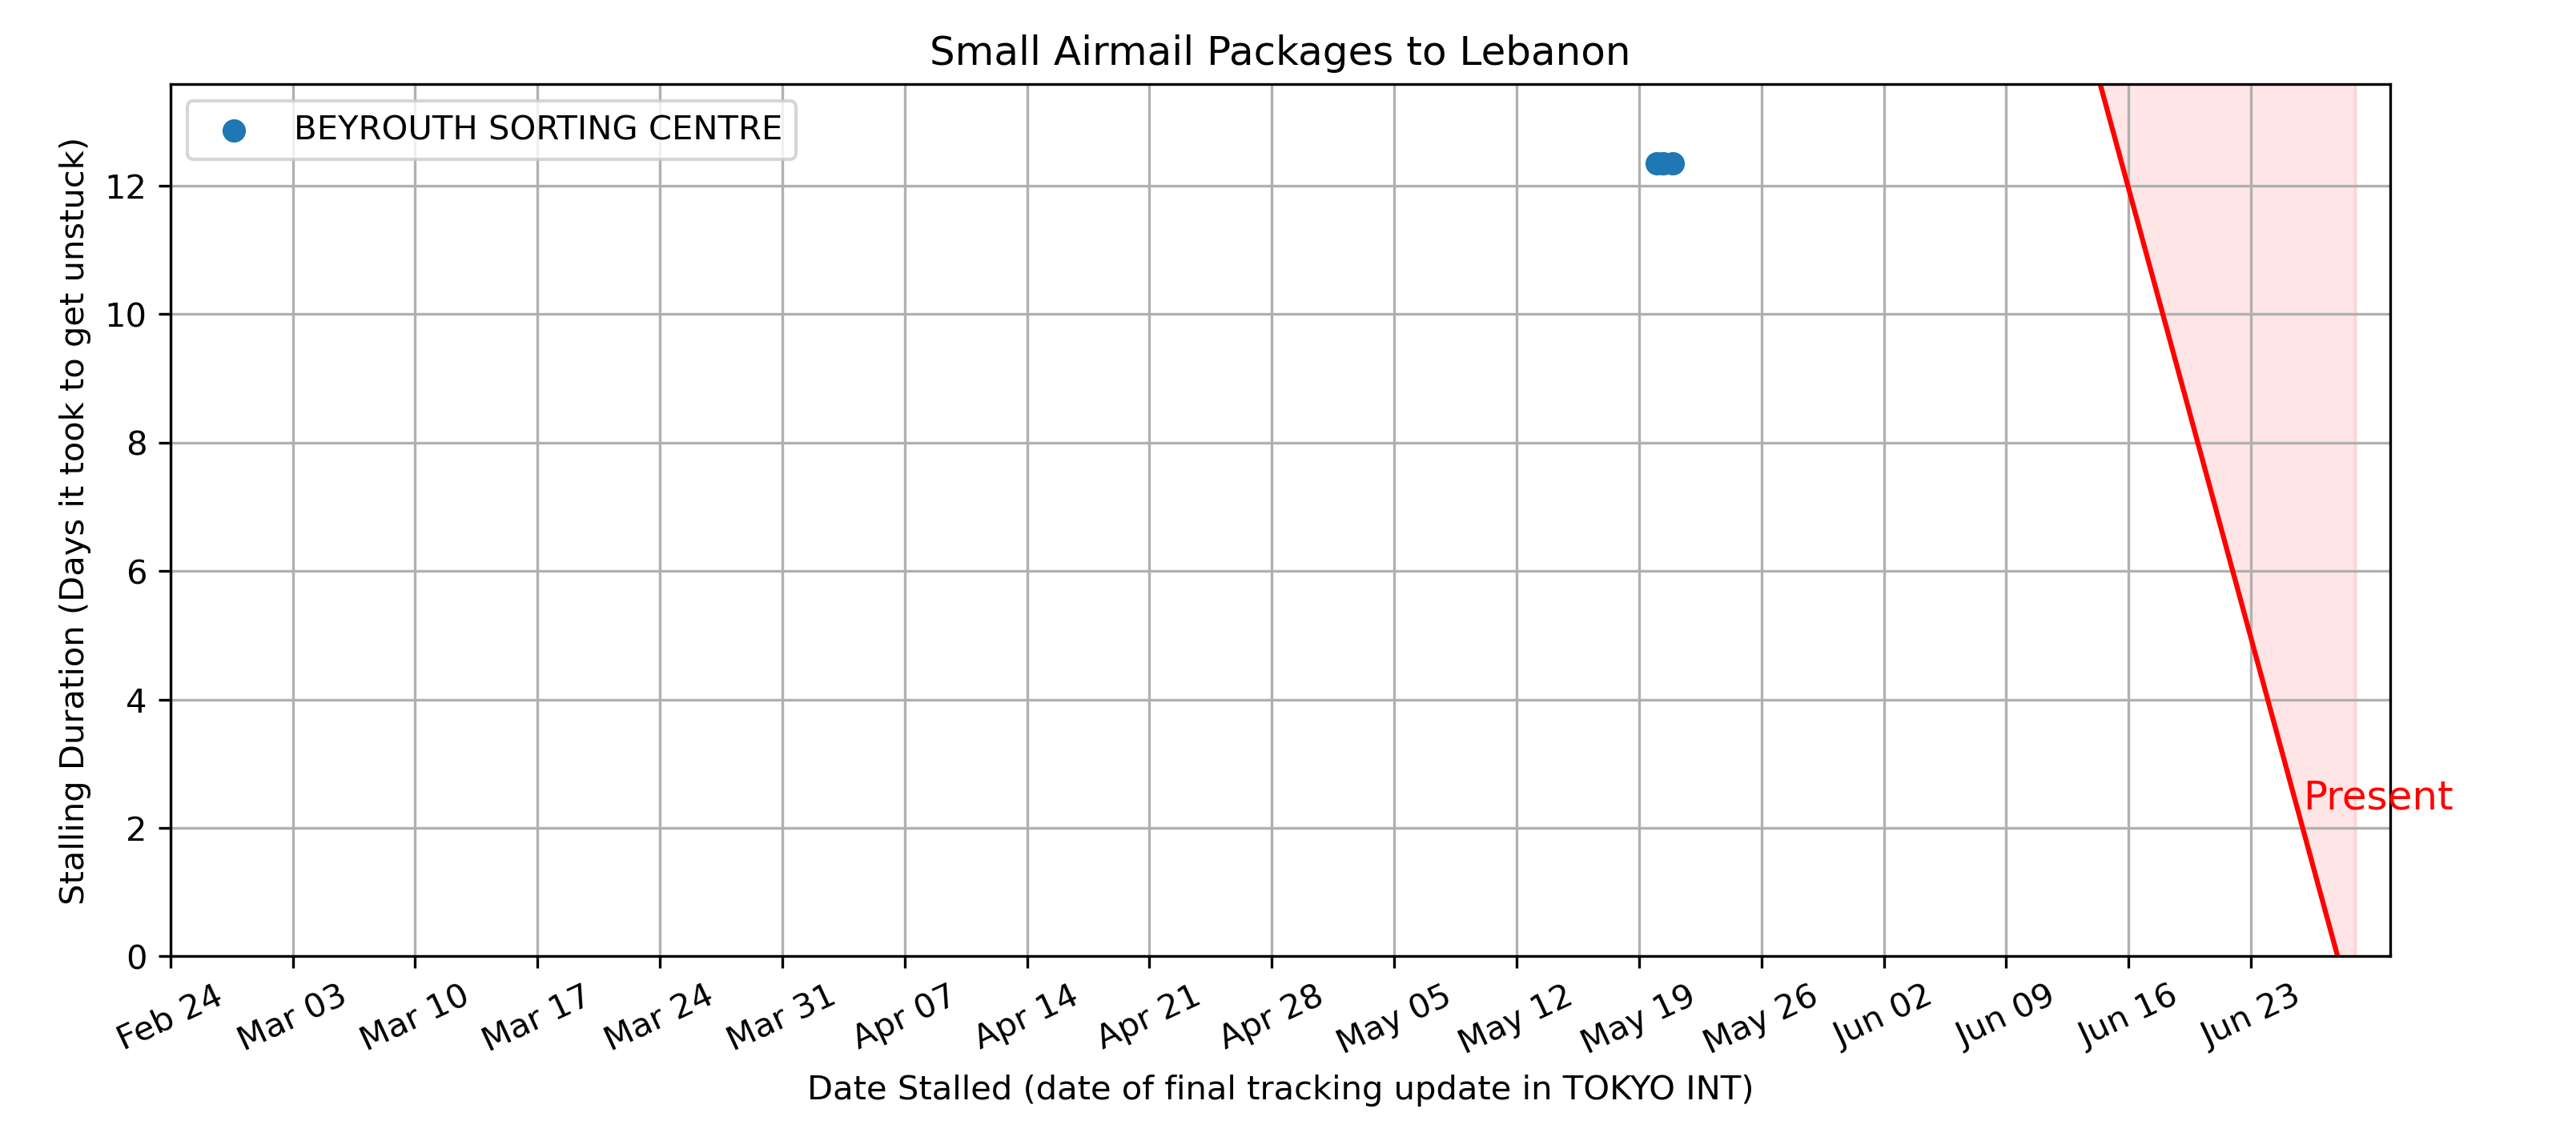 Small Airmail Packages to Lebanon
BEYROUTH SORTING CENTRE
Stalling Duration (Days it took to get unstuck)
12
10
8
6
4
2
0
Present
Feb 24
Mar 03
Mar 10
Mar 17
Mar 24
Mar 31
Apr 07
Apr 14
Apr 21
Apr 28
May 05
May 12
May 19
May 26
Jun 02
Jun 09
Jun 16
Jun 23
Date Stalled (date of final tracking update in TOKYO INT)